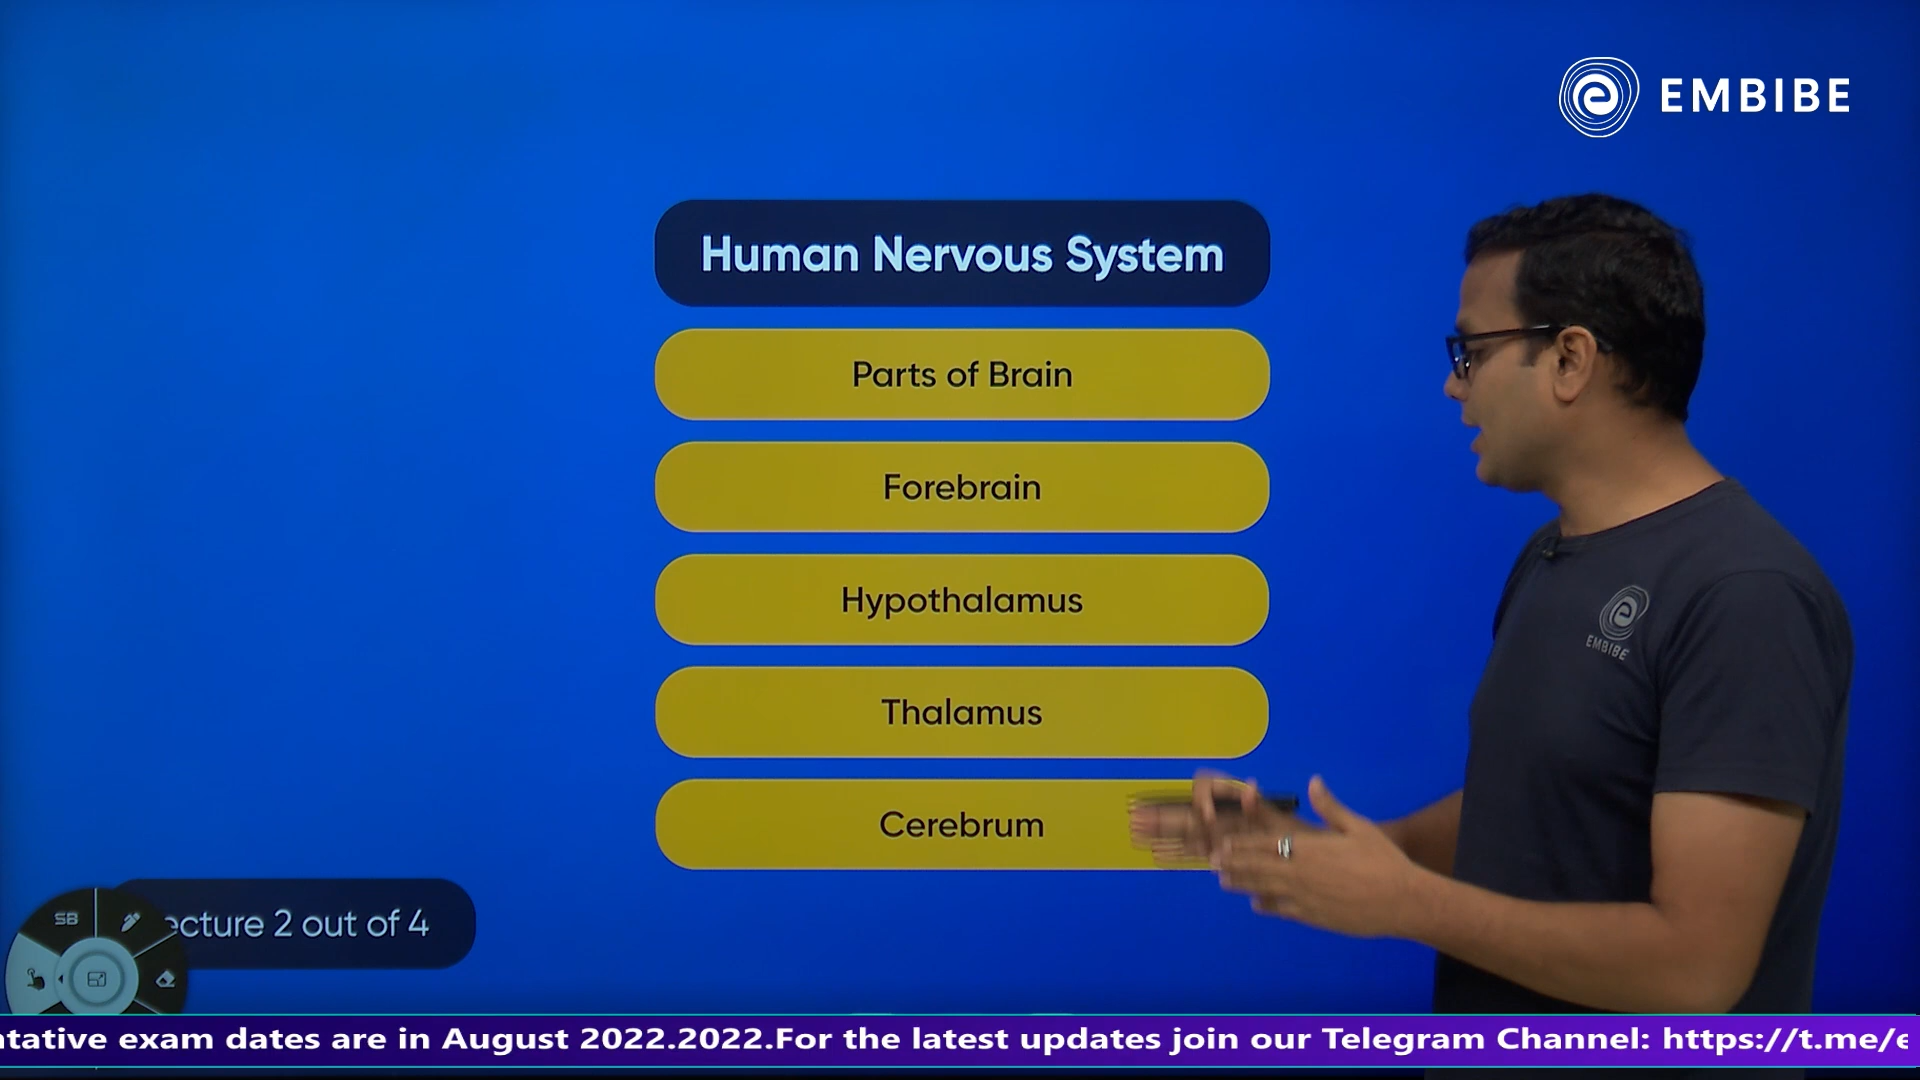 EMBIBE
Human Nervous System
Parts of Brain
Forebrain
Hypothalamus
Thalamus
Cerebrum
EMBIBE
ecture 2 out of 4
SB
tative exam dates are in August 2022.2022.For the latest updates join our Telegram Channel: https://t.me/e